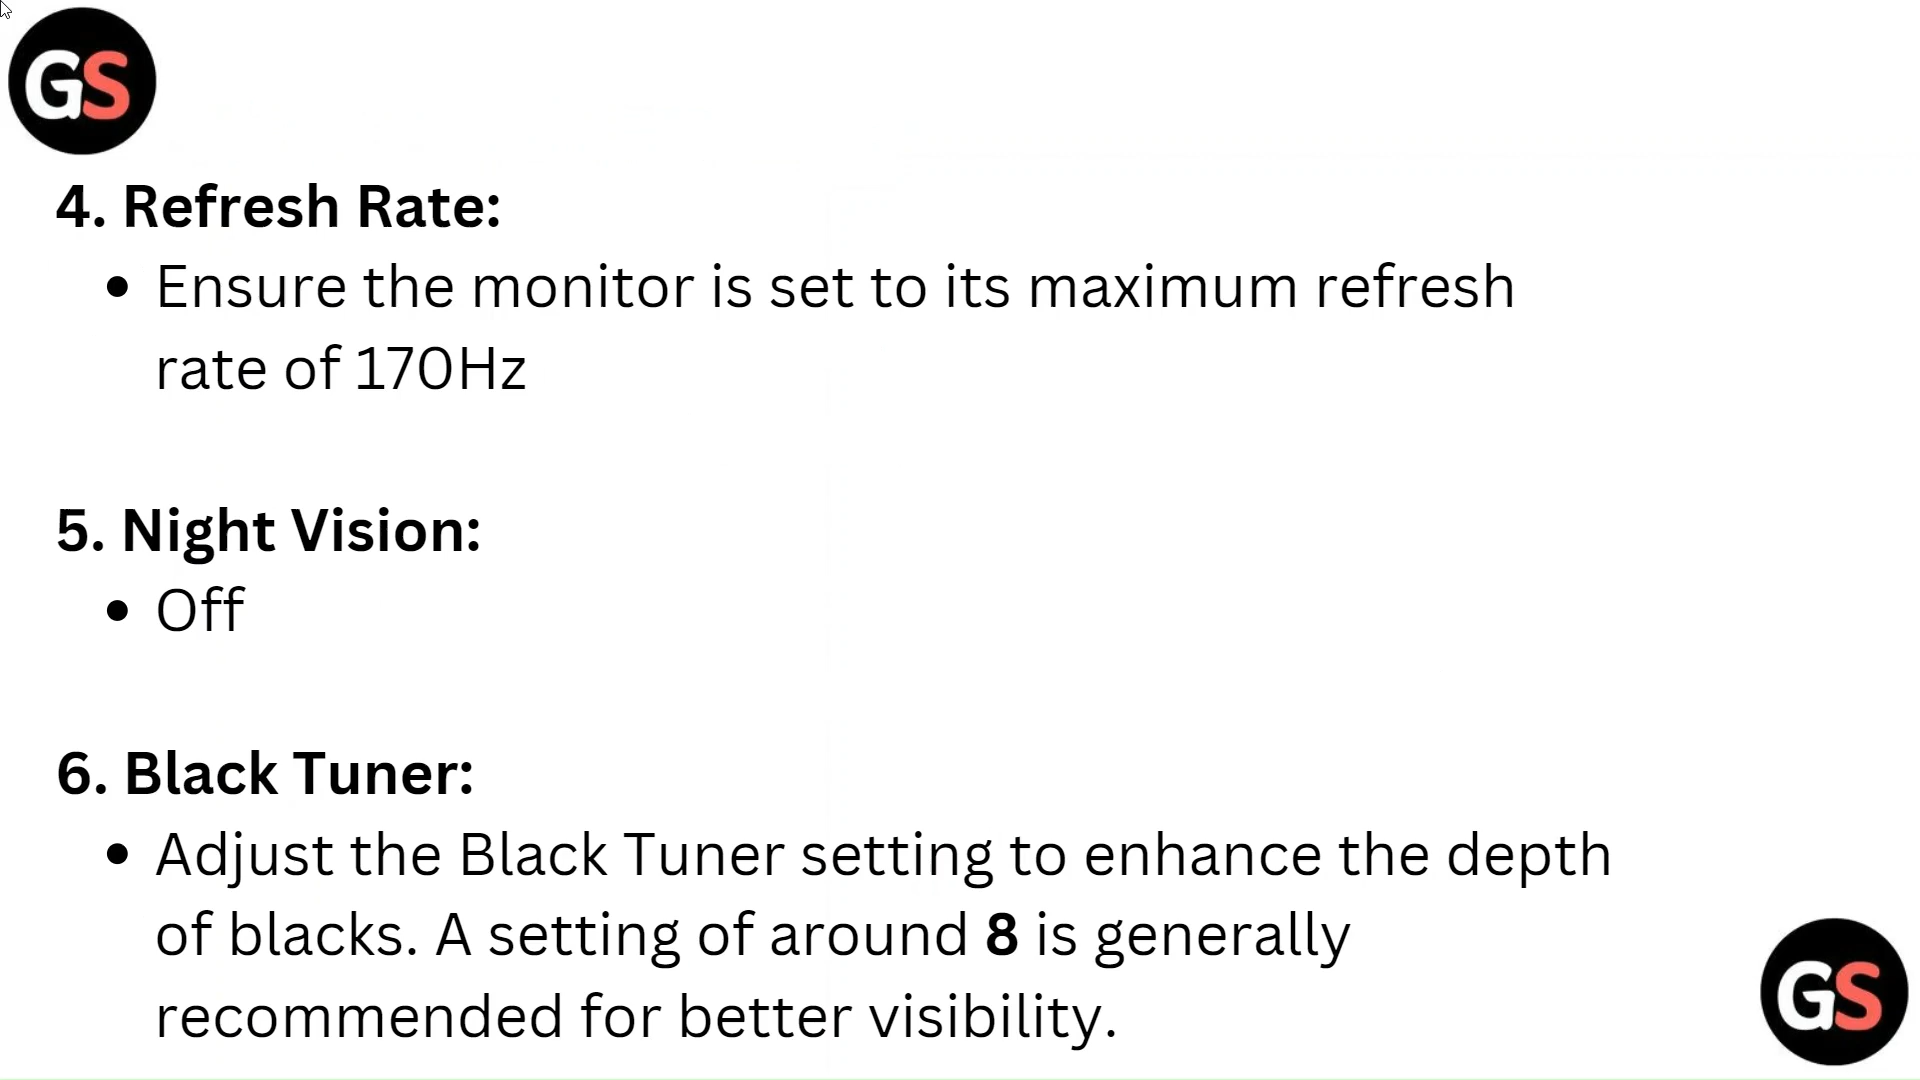 GS
4. Refresh Rate:
• Ensure the monitor is set to its maximum refresh
rate of 170Hz
5. Night Vision:
• Off
6. Black Tuner:
• Adjust the Black Tuner setting to enhance the depth
of blacks. A setting of around 8 is generally
recommended for better visibility.
GS